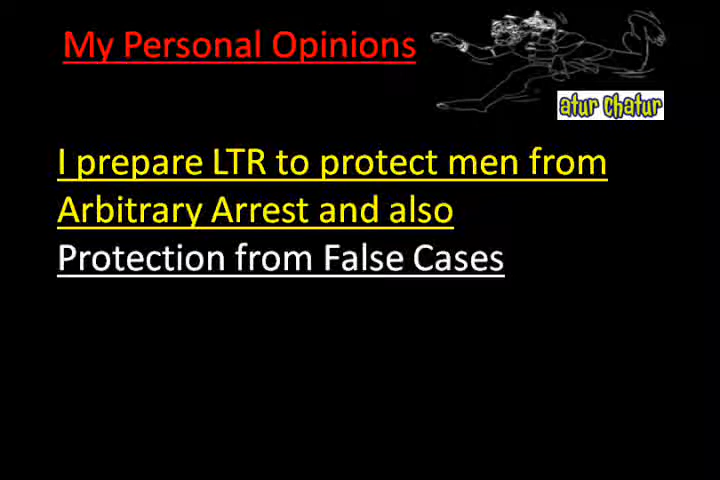 My Personal Opinions
atur chatur
I prepare LTR to protect men from
Arbitrary Arrest and also
Protection from False Cases